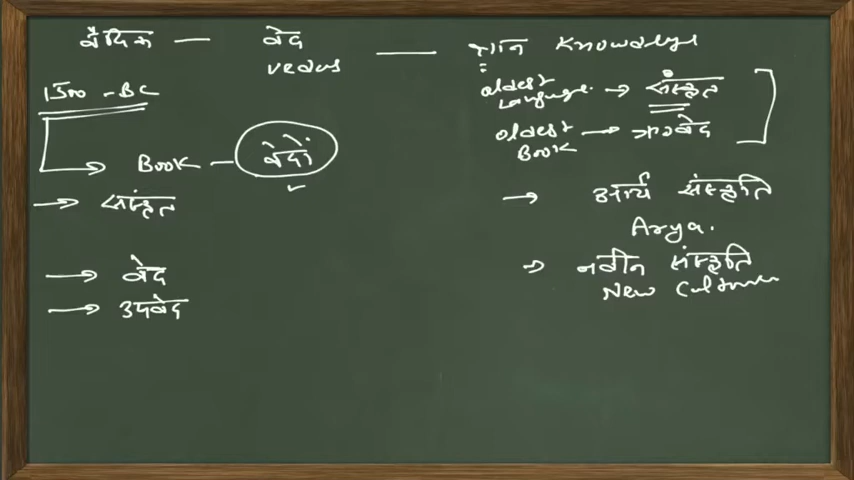 वैदिक — वेद — ज्ञान Knowledge
vedas
1500 - BC
Book - वेदों
संस्कृत
वेद
उपवेद
oldest Language. → संस्कृत
oldest Book → ऋग्वेद
→ आर्य संस्कृति
Arya.
→ नवीन संस्कृति
New Culture